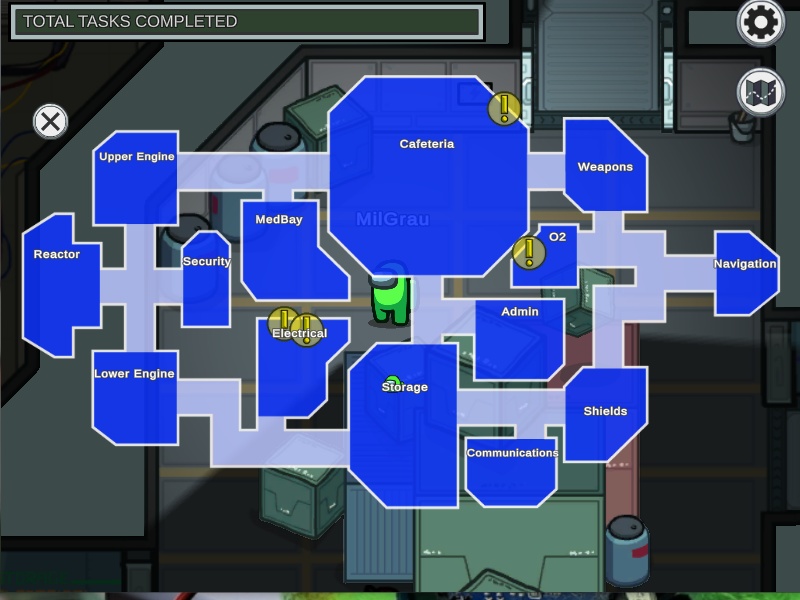 TOTAL TASKS COMPLETED
Cafeteria
Upper Engine
Weapons
MilGrau
MedBay
O2
Reactor
Security
Navigation
Admin
Electrical
Lower Engine
Storage
Shields
Communications